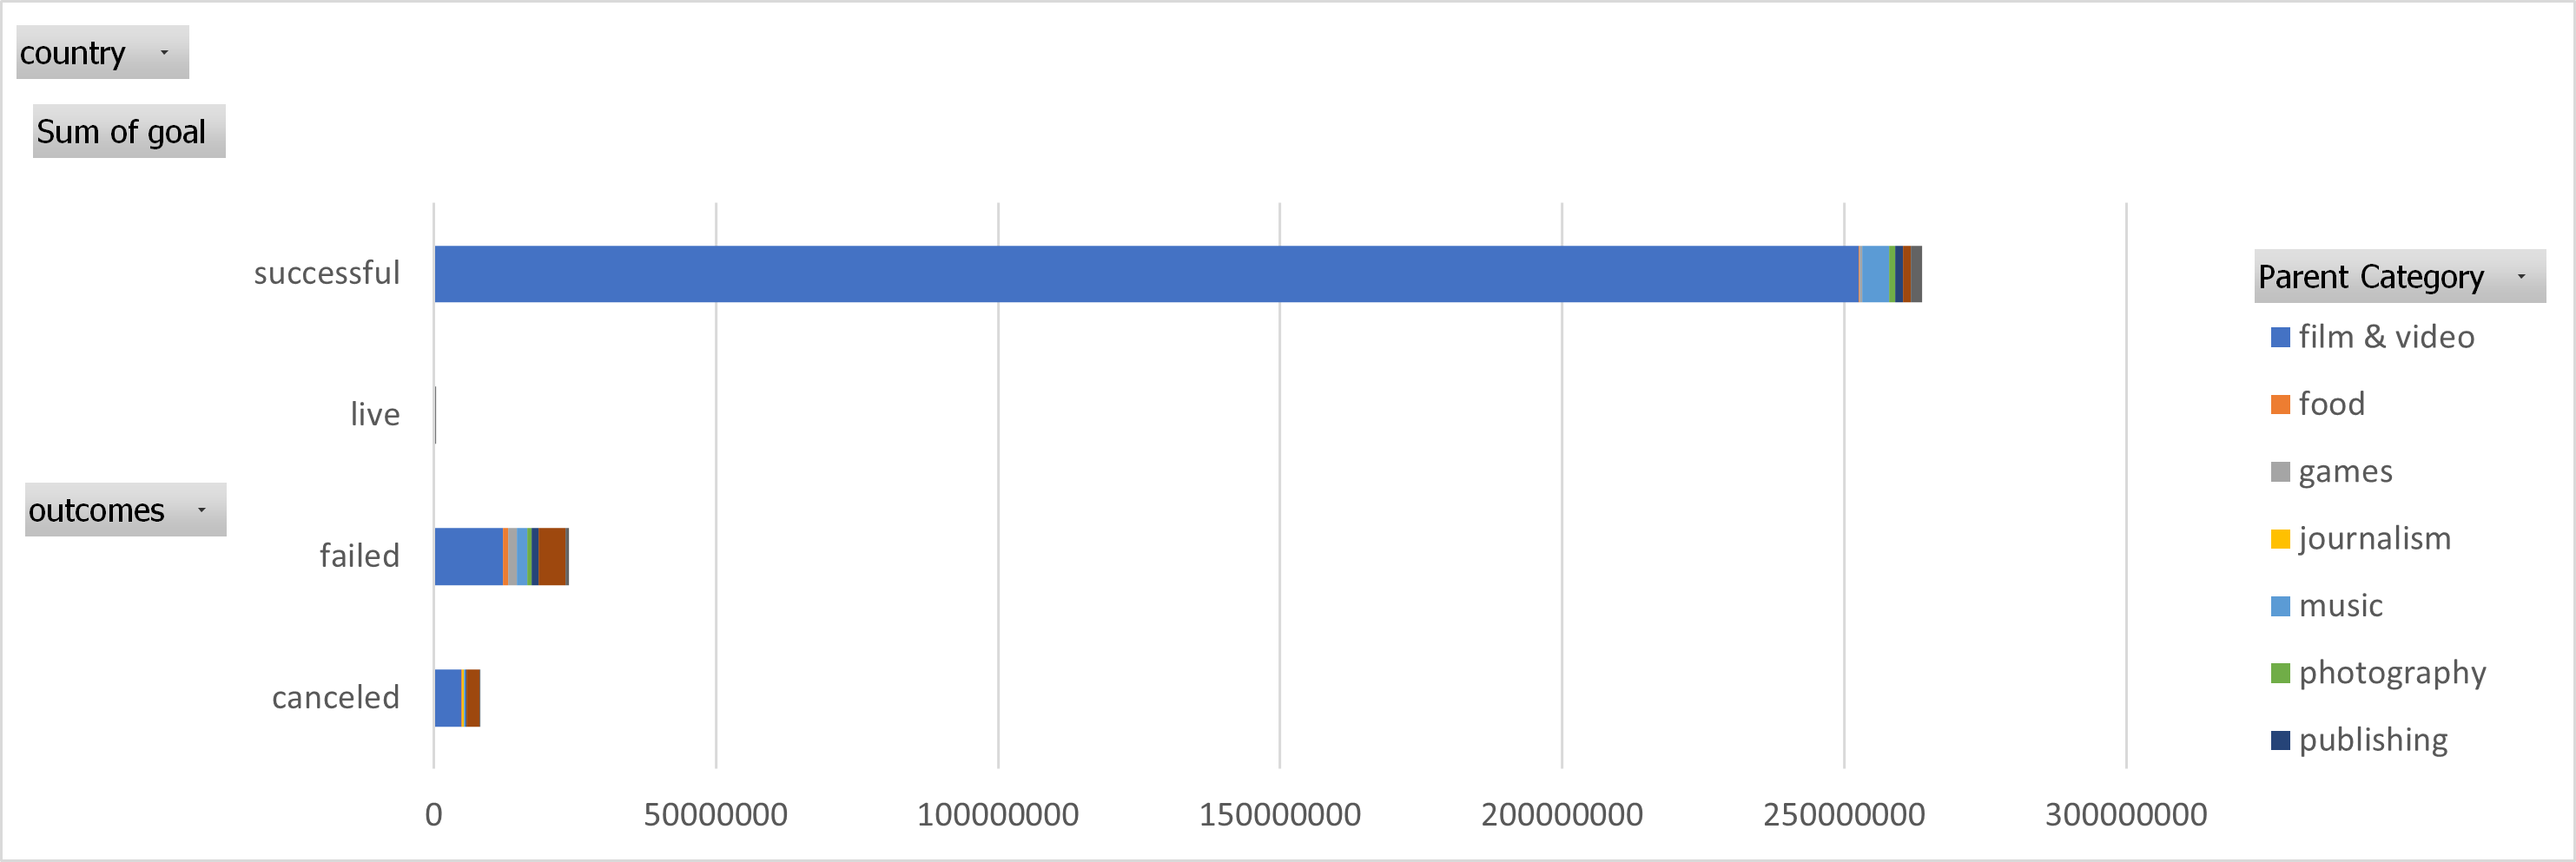 country
Sum of goal
successful
live
outcomes
failed
canceled
0 50000000 100000000 150000000 200000000 250000000 300000000
Parent Category
film & video
food
games
journalism
music
photography
publishing